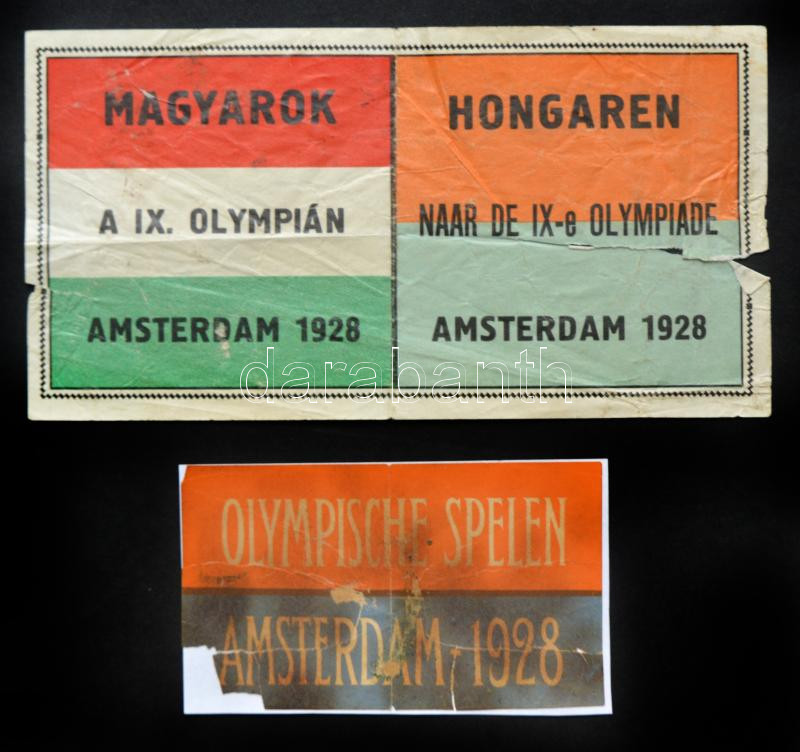 MAGYAROK
A IX. OLYMPIÁN
AMSTERDAM 1928
HONGAREN
NAAR DE IX-e OLYMPIADE
AMSTERDAM 1928
darabanth
OLYMPISCHE SPELEN
AMSTERDAM-1928